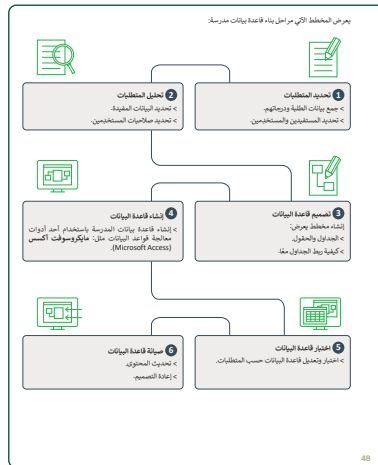 يعرض المخطط الآتي مراحل بناء قاعدة بيانات مدرسة:
1 تحديد المتطلبات
> جمع بيانات الطلبة ودرجاتهم.
> تحديد المستفيدين والمستخدمين.
2 تحليل المتطلبات
> تحديد البيانات المفيدة.
> تحديد صلاحيات المستخدمين.
3 تصميم قاعدة البيانات
إنشاء مخطط يعرض:
> الجداول والحقول.
> كيفية ربط الجداول معًا.
4 إنشاء قاعدة البيانات
> إنشاء قاعدة بيانات المدرسة باستخدام أحد أدوات
معالجة قواعد البيانات مثل: مايكروسوفت أكسس
(Microsoft Access).
5 اختبار قاعدة البيانات
> اختبار وتعديل قاعدة البيانات حسب المتطلبات.
6 صيانة قاعدة البيانات
> تحديث المحتوى.
> إعادة التصميم.
48